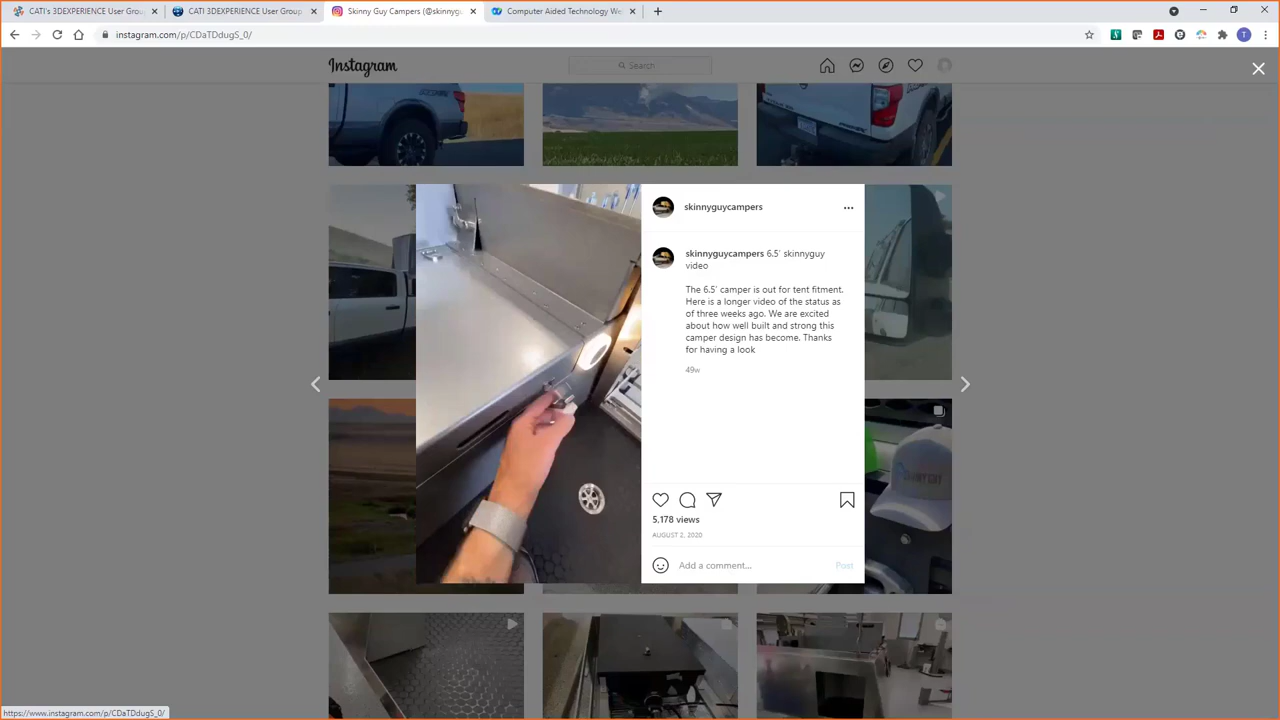 CATI's 3DEXPERIENCE User Grou
CATI 3DEXPERIENCE User Group
Skinny Guy Campers (@skinnygu
Computer Aided Technology We
instagram.com/p/CDaTDdugS_0/
T
Instagram
Search
skinnyguycampers
skinnyguycampers 6.5' skinnyguy
video
The 6.5' camper is out for tent fitment.
Here is a longer video of the status as
of three weeks ago. We are excited
about how well built and strong this
camper design has become. Thanks
for having a look
49w
5,178 views
AUGUST 2, 2020
Add a comment...
Post
https://www.instagram.com/p/CDaTDdugS_0/